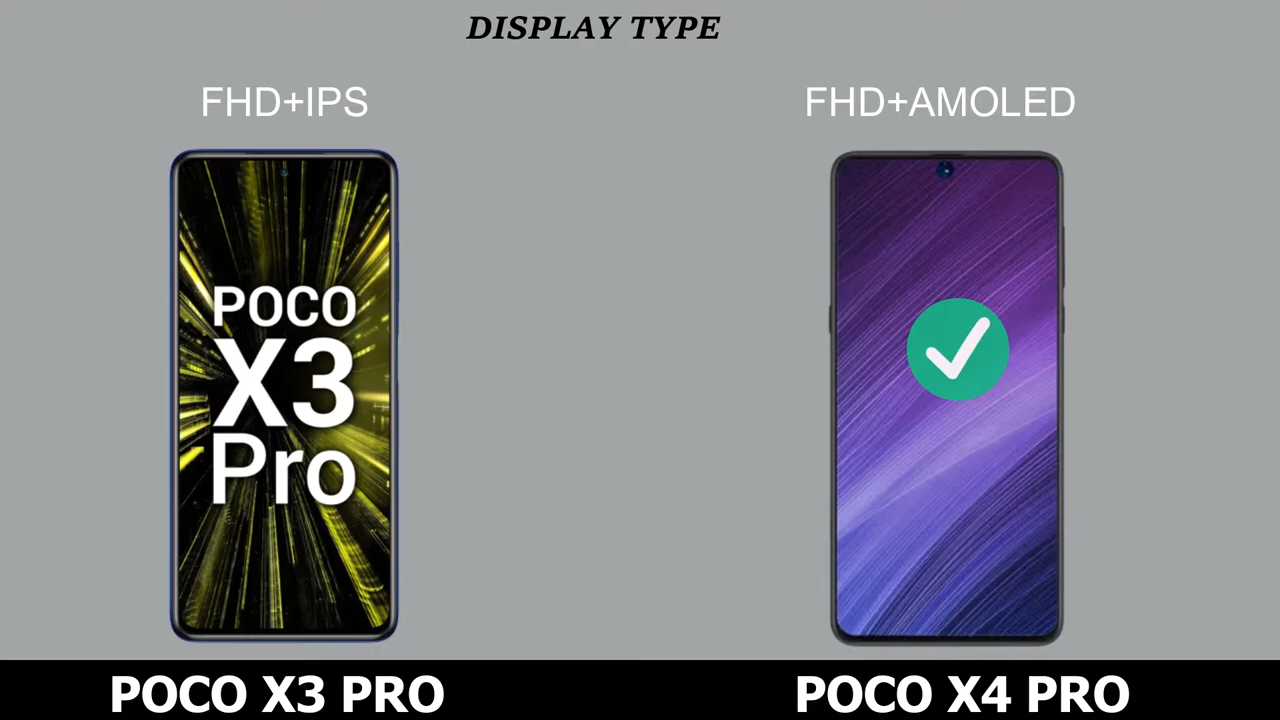 DISPLAY TYPE
FHD+IPS
FHD+AMOLED
POCO
X3
Pro
POCO X3 PRO
POCO X4 PRO